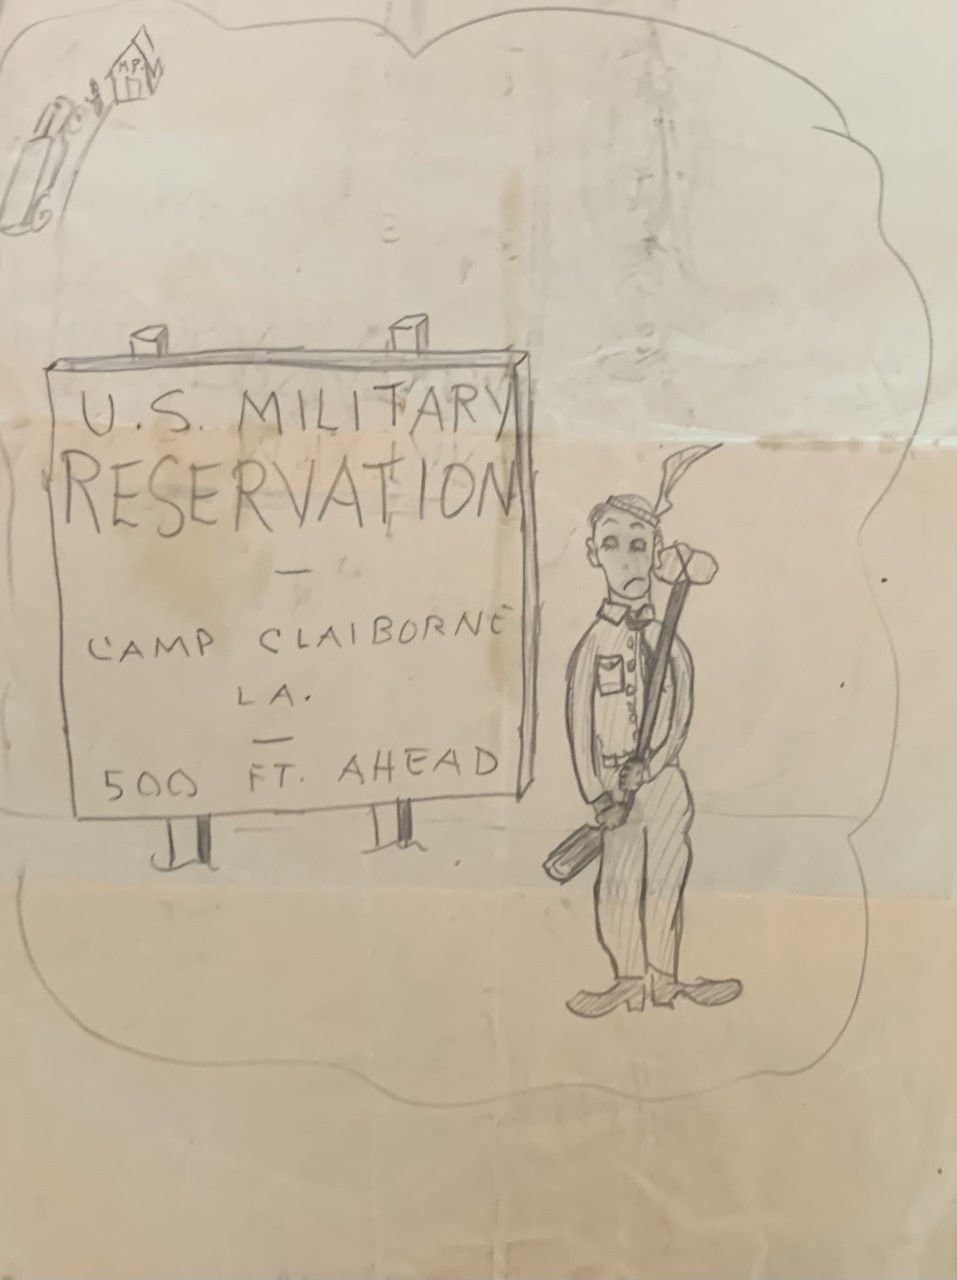 M.P.
U.S. MILITARY
RESERVATION
—
CAMP CLAIBORNE
LA.
—
500 FT. AHEAD